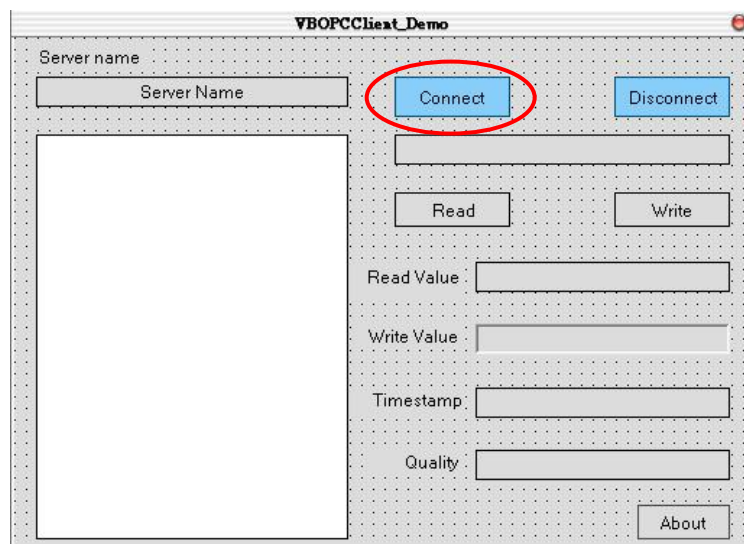 VBOPCClient_Demo
Server name
Server Name
Connect
Disconnect
Read
Write
Read Value
Write Value
Timestamp
Quality
About